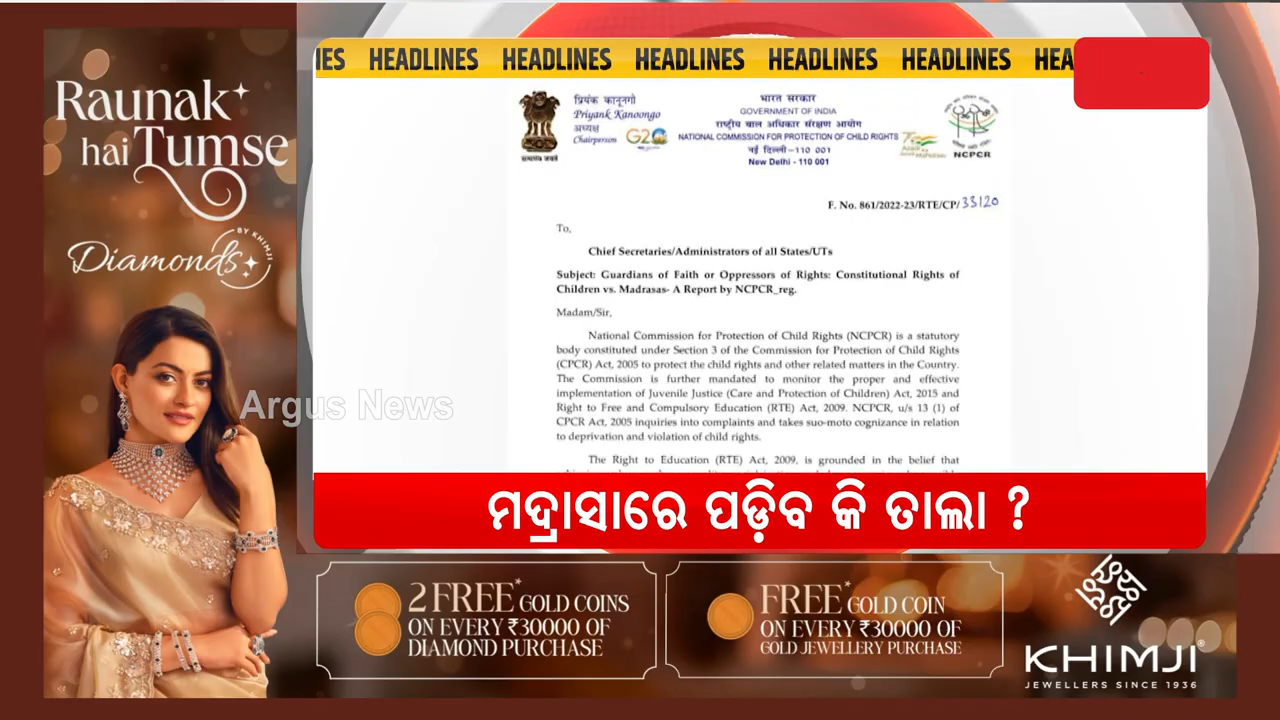 IES HEADLINES HEADLINES HEADLINES HEADLINES HEADLINES HEA
Raunak
hai Tumse
BY KHIMJI
Diamonds
प्रियंक कानूनगो
Priyank Kanoongo
अध्यक्ष
Chairperson
G20
भारत सरकार
GOVERNMENT OF INDIA
राष्ट्रीय बाल अधिकार संरक्षण आयोग
NATIONAL COMMISSION FOR PROTECTION OF CHILD RIGHTS
नई दिल्ली-110 001
New Delhi - 110 001
सत्यमेव जयते
NCPCR
F. No. 861/2022-23/RTE/CP/33120
To,
Chief Secretaries/Administrators of all States/UTs
Subject: Guardians of Faith or Oppressors of Rights: Constitutional Rights of
Children vs. Madrasas- A Report by NCPCR_reg.
Madam/Sir,
National Commission for Protection of Child Rights (NCPCR) is a statutory
body constituted under Section 3 of the Commission for Protection of Child Rights
(CPCR) Act, 2005 to protect the child rights and other related matters in the Country.
The Commission is further mandated to monitor the proper and effective
implementation of Juvenile Justice (Care and Protection of Children) Act, 2015 and
Right to Free and Compulsory Education (RTE) Act, 2009. NCPCR, u/s 13 (1) of
CPCR Act, 2005 inquiries into complaints and takes suo-moto cognizance in relation
to deprivation and violation of child rights.
The Right to Education (RTE) Act, 2009, is grounded in the belief that
Argus News
ମଦ୍ରାସାରେ ପଡ଼ିବ କି ତାଲା ?
2 FREE* GOLD COINS
ON EVERY ₹30000 OF
DIAMOND PURCHASE
FREE* GOLD COIN
ON EVERY ₹30000 OF
GOLD JEWELLERY PURCHASE
KHIMJI®
JEWELLERS SINCE 1936